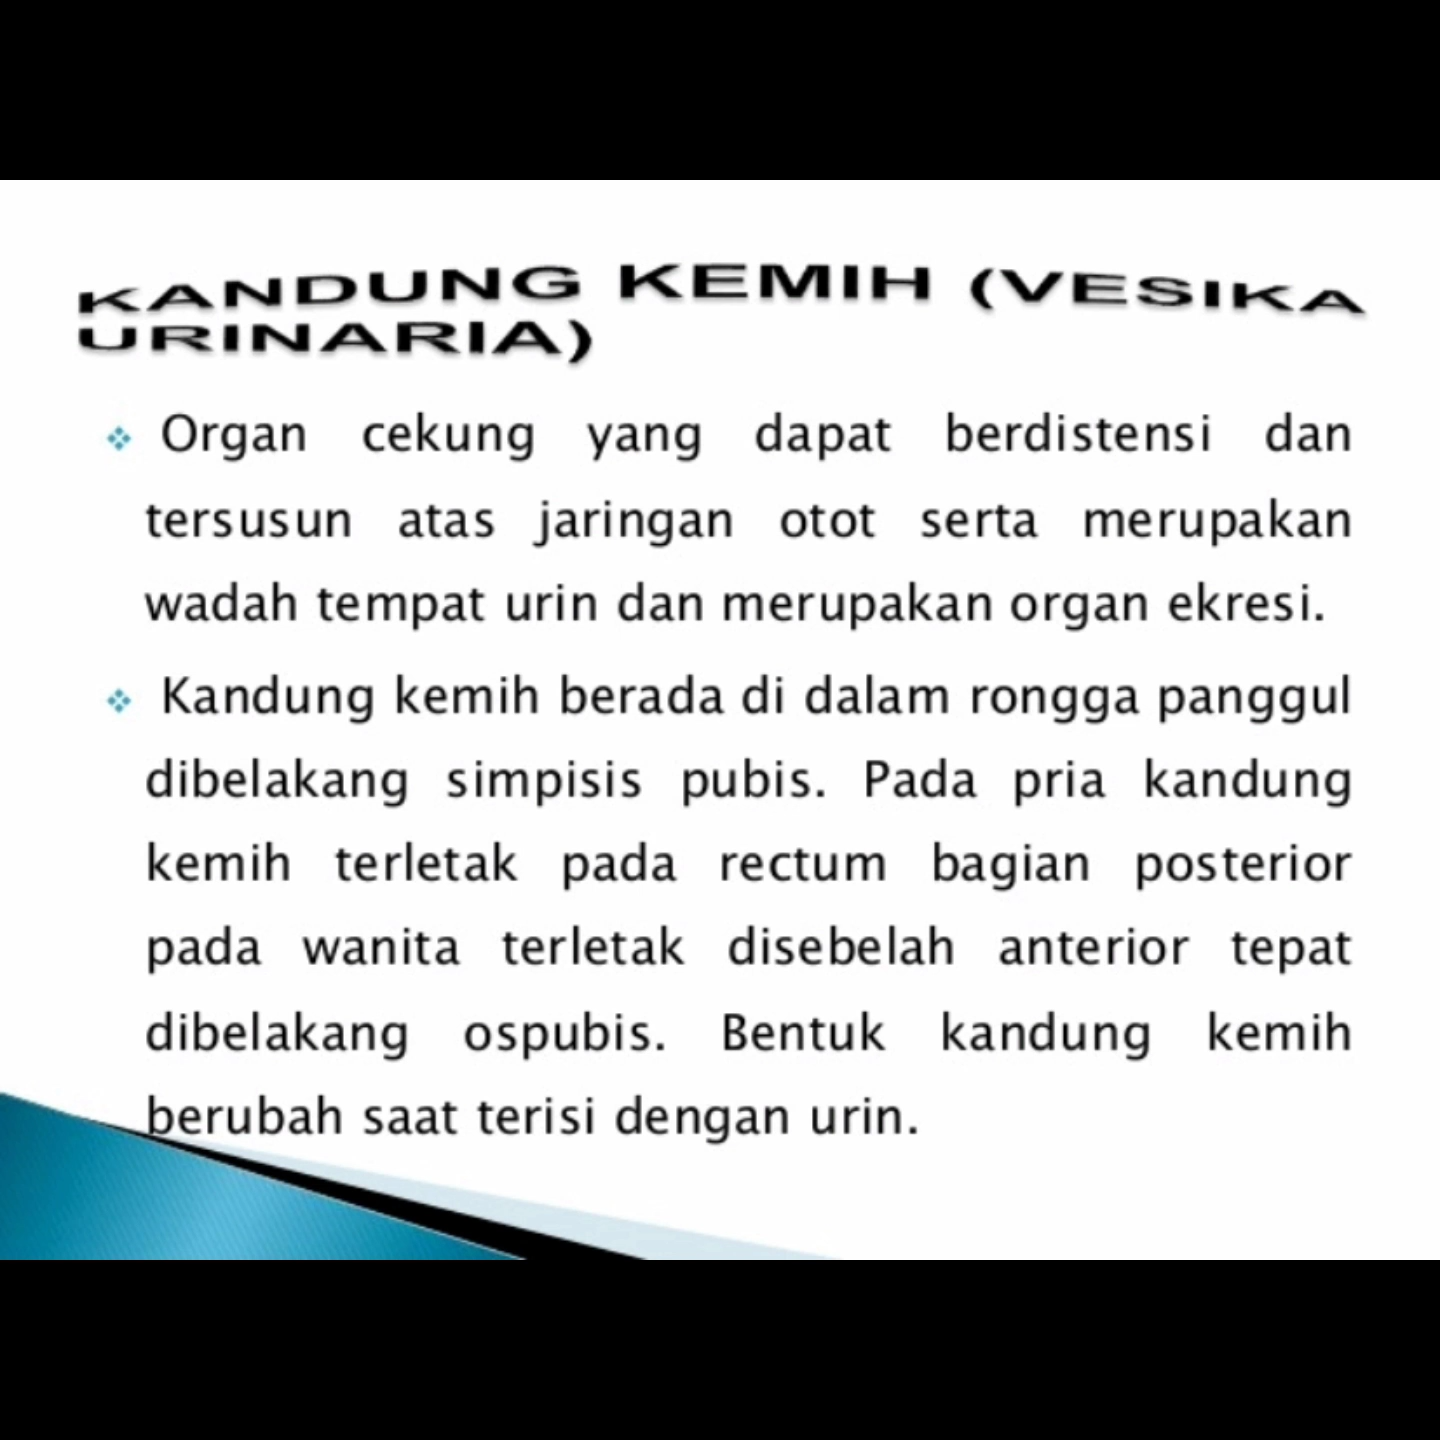 KANDUNG KEMIH (VESIKA
URINARIA)
Organ cekung yang dapat berdistensi dan
tersusun atas jaringan otot serta merupakan
wadah tempat urin dan merupakan organ ekresi.
Kandung kemih berada di dalam rongga panggul
dibelakang simpisis pubis. Pada pria kandung
kemih terletak pada rectum bagian posterior
pada wanita terletak disebelah anterior tepat
dibelakang ospubis. Bentuk kandung kemih
berubah saat terisi dengan urin.